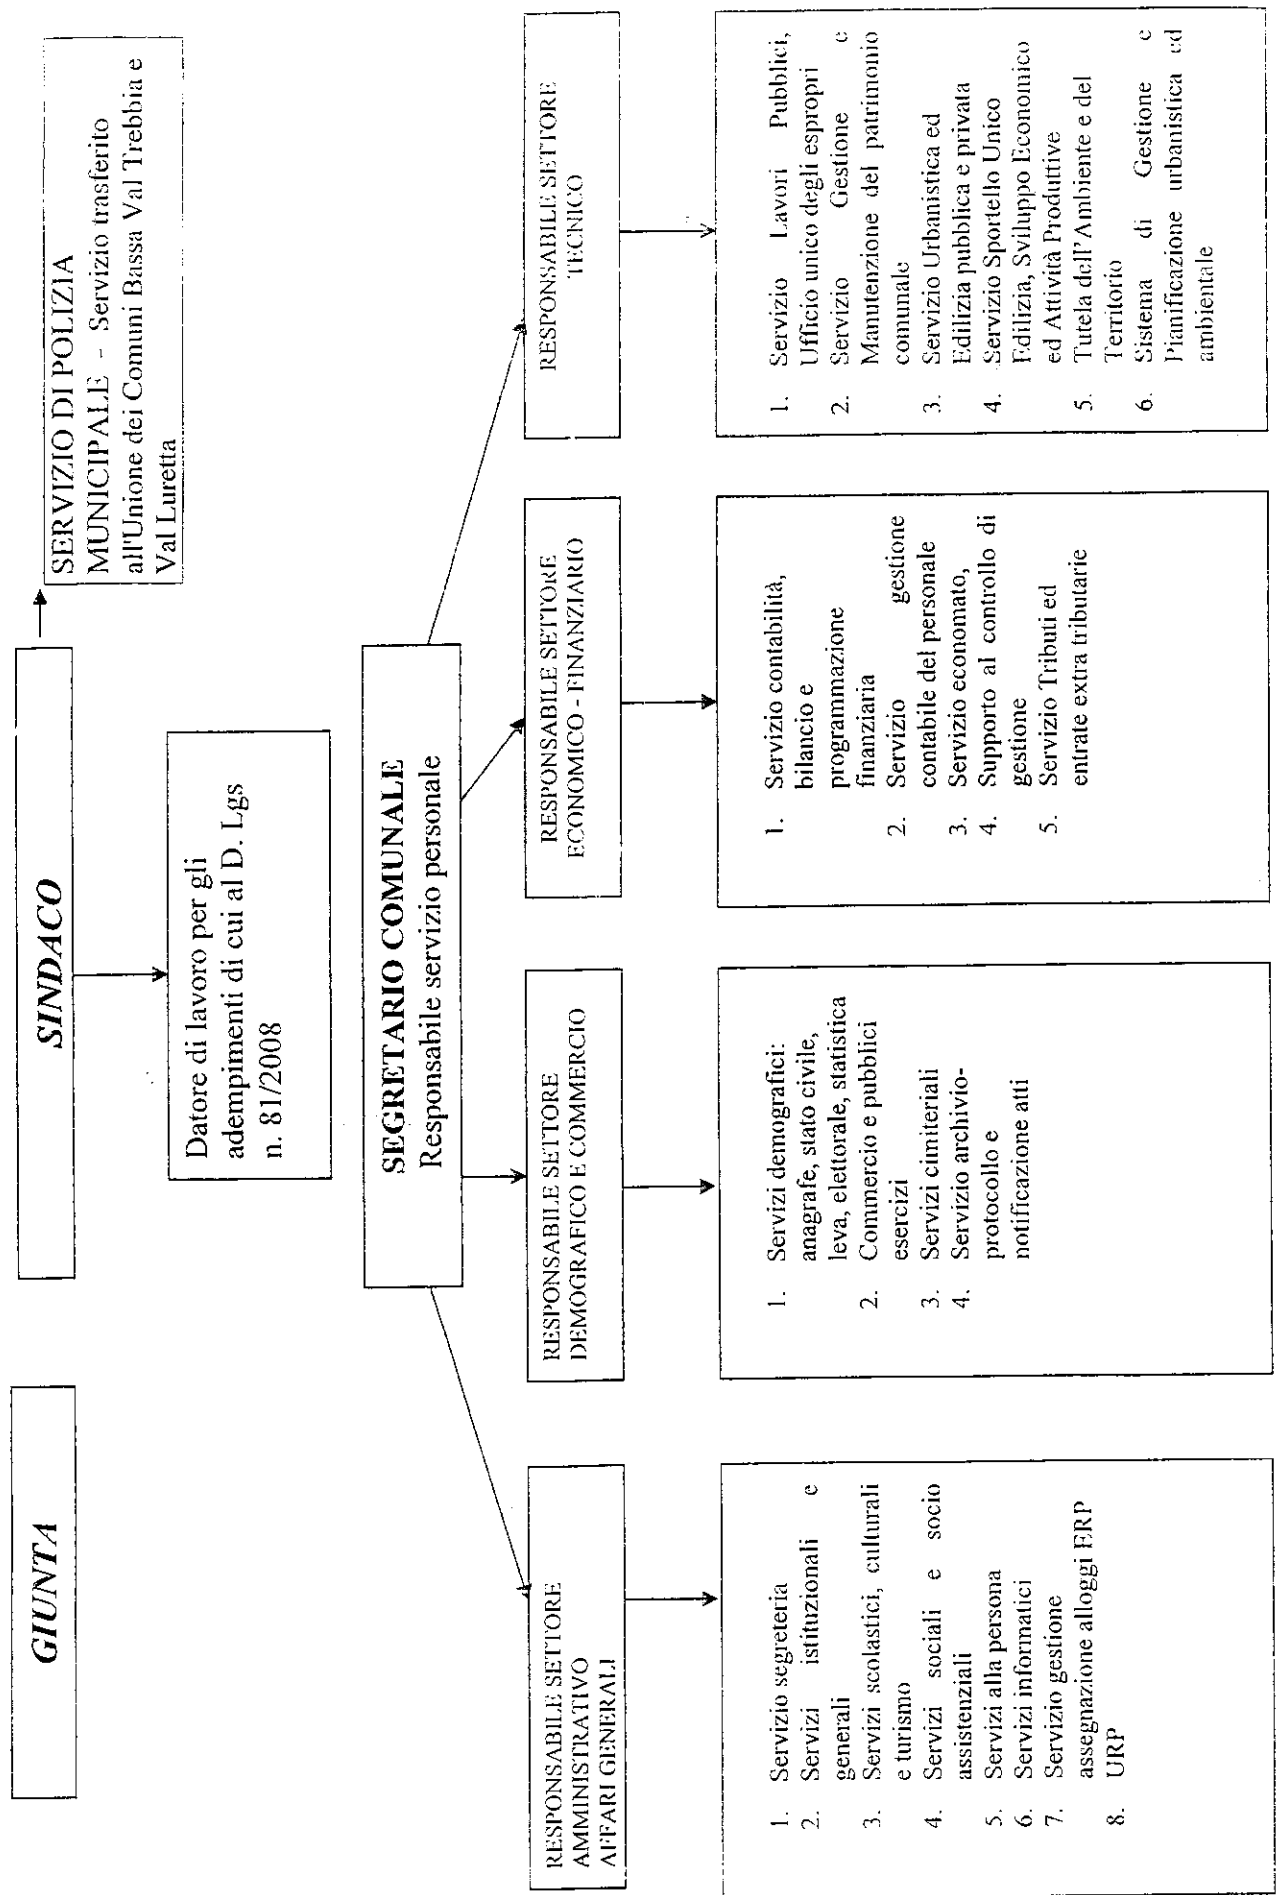 GIUNTA
SINDACO
SERVIZIO DI POLIZIA
MUNICIPALE - Servizio trasferito
all'Unione dei Comuni Bassa Val Trebbia e
Val Luretta
Datore di lavoro per gli
adempimenti di cui al D. Lgs
n. 81/2008
SEGRETARIO COMUNALE
Responsabile servizio personale
RESPONSABILE SETTORE
AMMINISTRATIVO
AFFARI GENERALI
RESPONSABILE SETTORE
DEMOGRAFICO E COMMERCIO
RESPONSABILE SETTORE
ECONOMICO - FINANZIARIO
RESPONSABILE SETTORE
TECNICO
1. Servizio segreteria
2. Servizi istituzionali e
generali
3. Servizi scolastici, culturali
e turismo
4. Servizi sociali e socio
assistenziali
5. Servizi alla persona
6. Servizi informatici
7. Servizio gestione
assegnazione alloggi ERP
8. URP
1. Servizi demografici:
anagrafe, stato civile,
leva, elettorale, statistica
2. Commercio e pubblici
esercizi
3. Servizi cimiteriali
4. Servizio archivio-
protocollo e
notificazione atti
1. Servizio contabilità,
bilancio e
programmazione
finanziaria
2. Servizio gestione
contabile del personale
3. Servizio economato,
4. Supporto al controllo di
gestione
5. Servizio Tributi ed
entrate extra tributarie
1. Servizio Lavori Pubblici,
Ufficio unico degli espropri
2. Servizio Gestione e
Manutenzione del patrimonio
comunale
3. Servizio Urbanistica ed
Edilizia pubblica e privata
4. Servizio Sportello Unico
Edilizia, Sviluppo Economico
ed Attività Produttive
5. Tutela dell'Ambiente e del
Territorio
6. Sistema di Gestione e
Pianificazione urbanistica ed
ambientale